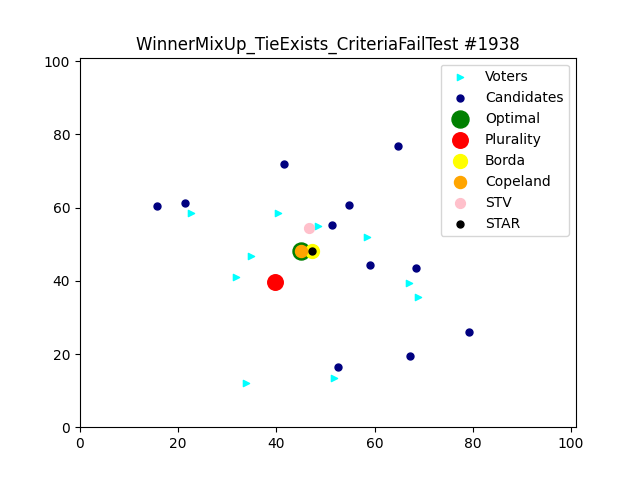 WinnerMixUp_TieExists_CriteriaFailTest #1938
100
80
60
40
20
0
0 20 40 60 80 100
Voters
Candidates
Optimal
Plurality
Borda
Copeland
STV
STAR